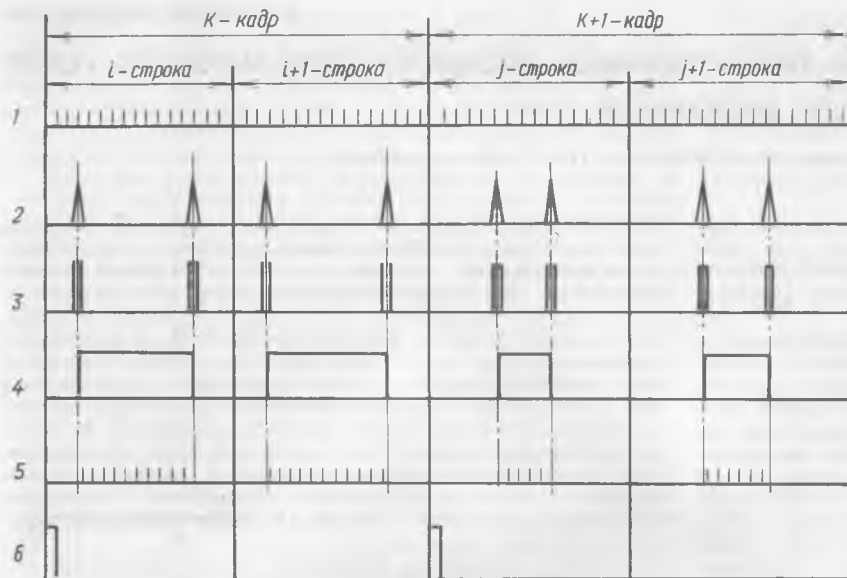 К – кадр
К+1 – кадр
i – строка
i+1 – строка
j – строка
j+1 – строка
1
2
3
4
5
6